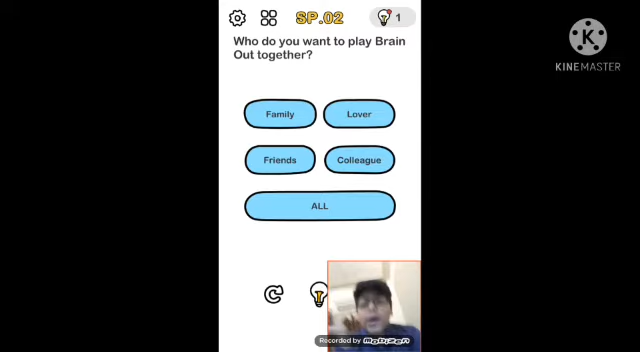 SP.02
1
Who do you want to play Brain
Out together?
K
KINEMASTER
Family
Lover
Friends
Colleague
ALL
Recorded by mobizen